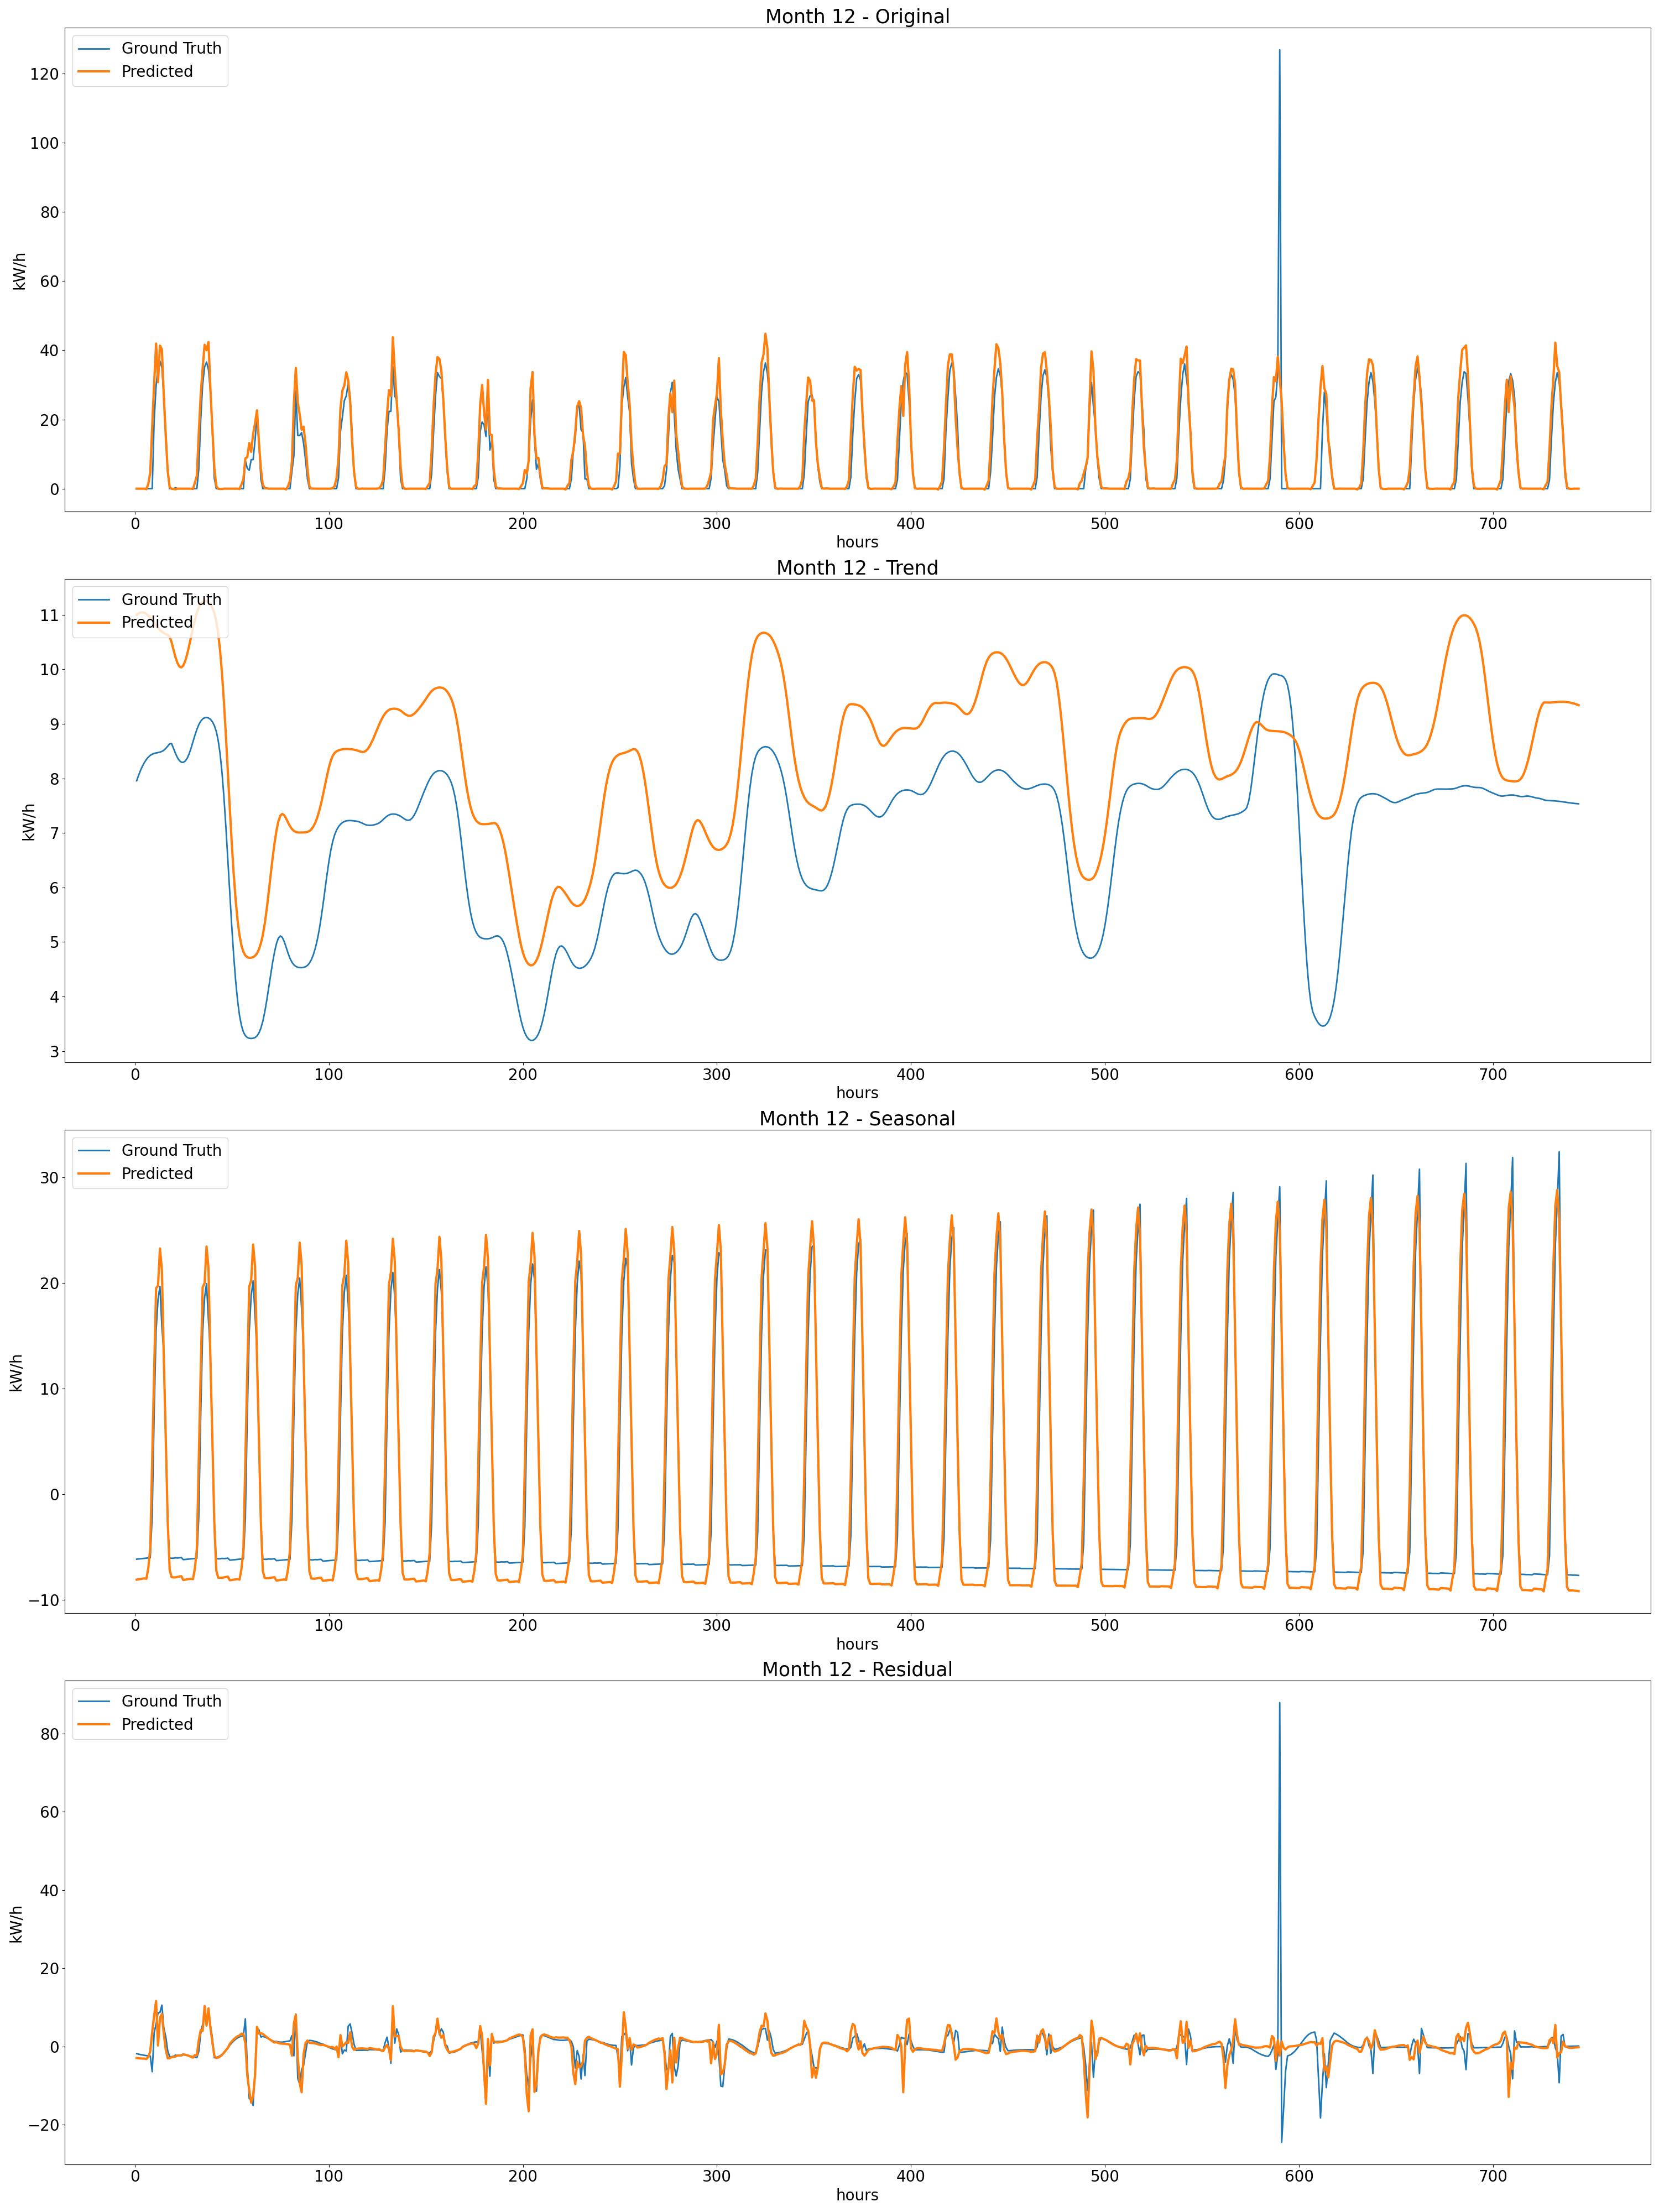 Month 12 - Original
Ground Truth
Predicted
120
100
80
60
40
20
0
kW/h
0 100 200 300 400 500 600 700
hours
Month 12 - Trend
Ground Truth
Predicted
11
10
9
8
7
6
5
4
3
kW/h
0 100 200 300 400 500 600 700
hours
Month 12 - Seasonal
Ground Truth
Predicted
30
20
10
0
−10
kW/h
0 100 200 300 400 500 600 700
hours
Month 12 - Residual
Ground Truth
Predicted
80
60
40
20
0
−20
kW/h
0 100 200 300 400 500 600 700
hours